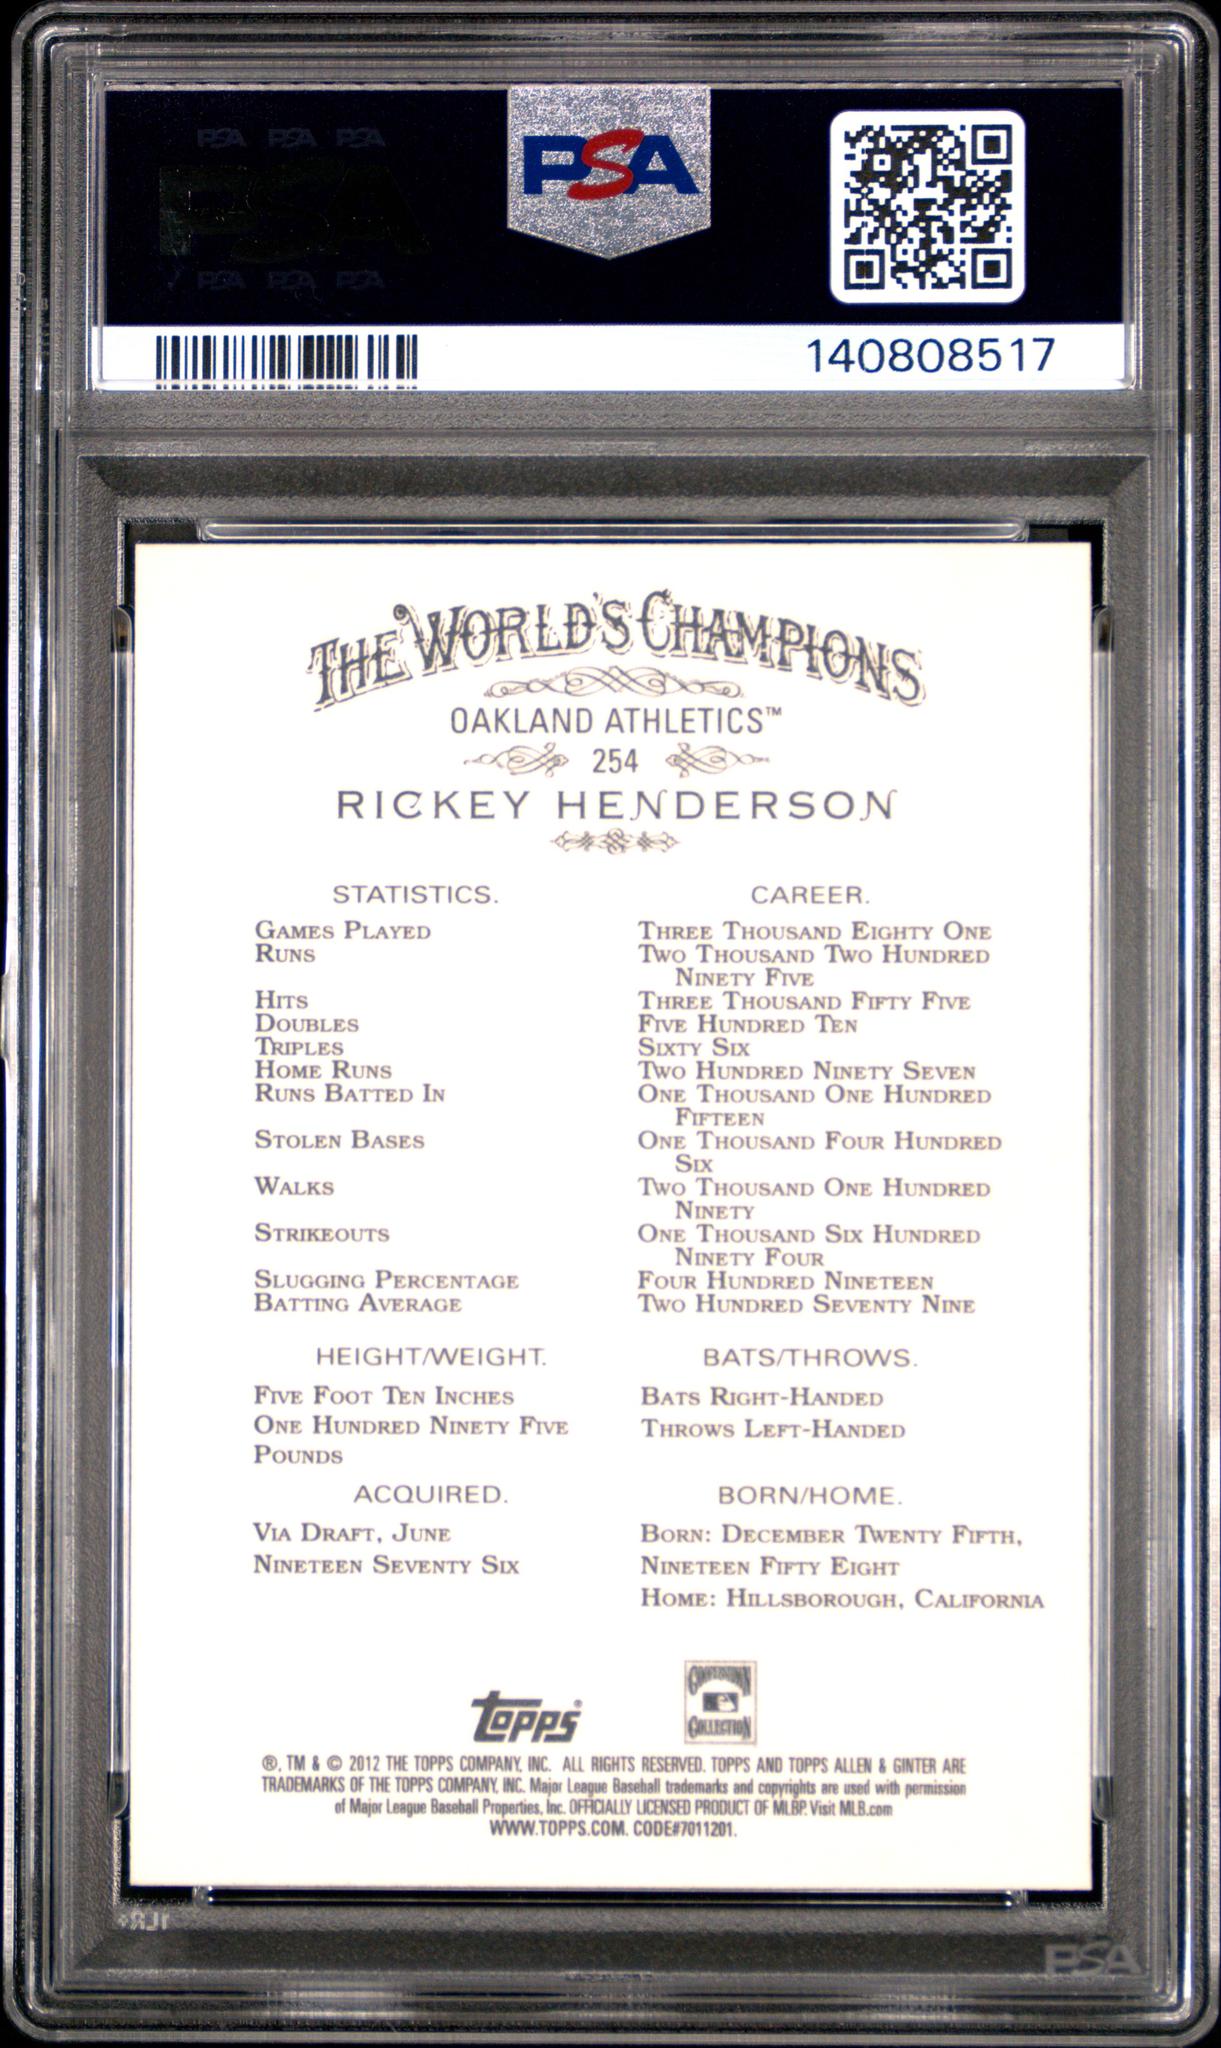 PSA PSA PSA
PSA
PSA PSA PSA
PSA
140808517
THE WORLD'S CHAMPIONS
OAKLAND ATHLETICS™
254
RICKEY HENDERSON
STATISTICS. CAREER.
GAMES PLAYED THREE THOUSAND EIGHTY ONE
RUNS TWO THOUSAND TWO HUNDRED
NINETY FIVE
HITS THREE THOUSAND FIFTY FIVE
DOUBLES FIVE HUNDRED TEN
TRIPLES SIXTY SIX
HOME RUNS TWO HUNDRED NINETY SEVEN
RUNS BATTED IN ONE THOUSAND ONE HUNDRED
FIFTEEN
STOLEN BASES ONE THOUSAND FOUR HUNDRED
SIX
WALKS TWO THOUSAND ONE HUNDRED
NINETY
STRIKEOUTS ONE THOUSAND SIX HUNDRED
NINETY FOUR
SLUGGING PERCENTAGE FOUR HUNDRED NINETEEN
BATTING AVERAGE TWO HUNDRED SEVENTY NINE
HEIGHT/WEIGHT.
FIVE FOOT TEN INCHES
ONE HUNDRED NINETY FIVE
POUNDS
BATS/THROWS.
BATS RIGHT-HANDED
THROWS LEFT-HANDED
ACQUIRED.
VIA DRAFT, JUNE
NINETEEN SEVENTY SIX
BORN/HOME.
BORN: DECEMBER TWENTY FIFTH,
NINETEEN FIFTY EIGHT
HOME: HILLSBOROUGH, CALIFORNIA
Topps®
COOPERSTOWN
COLLECTION
®, TM & © 2012 THE TOPPS COMPANY, INC. ALL RIGHTS RESERVED. TOPPS AND TOPPS ALLEN & GINTER ARE
TRADEMARKS OF THE TOPPS COMPANY, INC. Major League Baseball trademarks and copyrights are used with permission
of Major League Baseball Properties, Inc. OFFICIALLY LICENSED PRODUCT OF MLBP. Visit MLB.com
WWW.TOPPS.COM. CODE#7011201.
PSA